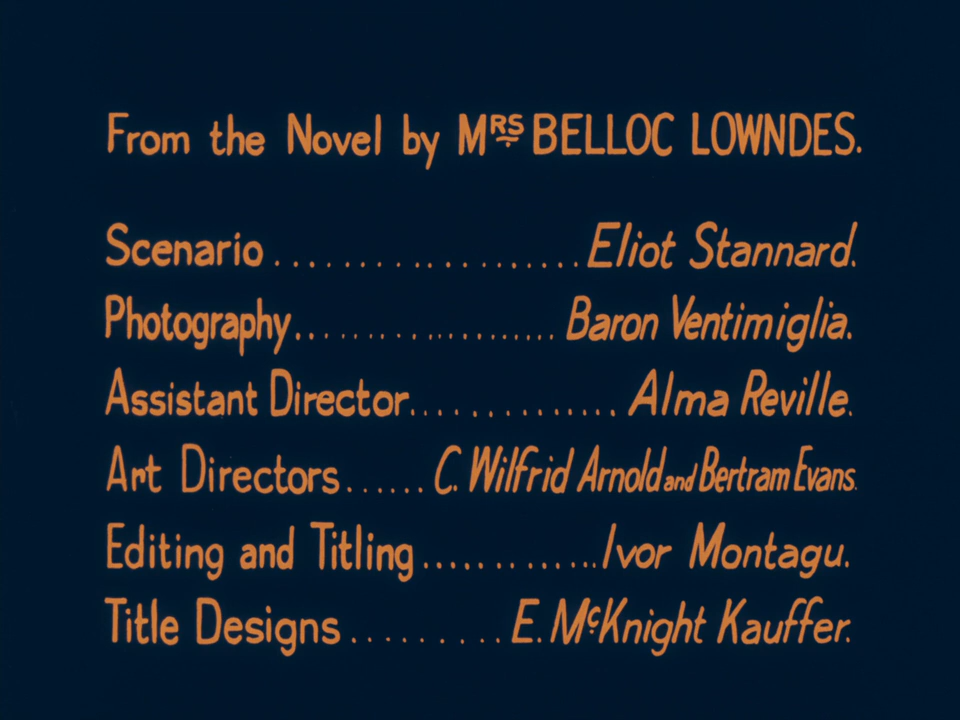 From the Novel by Mrs BELLOC LOWNDES.
Scenario.....................Eliot Stannard.
Photography...................Baron Ventimiglia.
Assistant Director...............Alma Reville.
Art Directors......C. Wilfrid Arnold and Bertram Evans.
Editing and Titling.............Ivor Montagu.
Title Designs..........E. McKnight Kauffer.